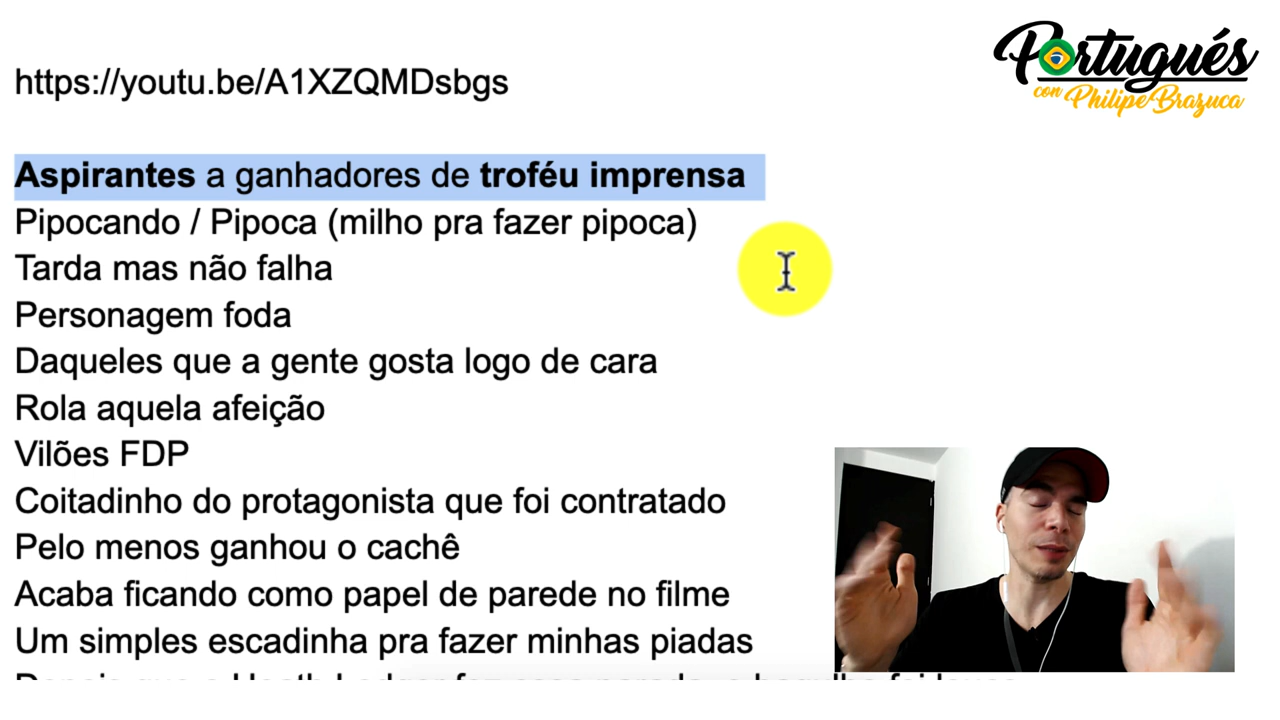 Portugués
con PhilipeBrazuca
https://youtu.be/A1XZQMDsbgs
Aspirantes a ganhadores de troféu imprensa
Pipocando / Pipoca (milho pra fazer pipoca)
Tarda mas não falha
Personagem foda
Daqueles que a gente gosta logo de cara
Rola aquela afeição
Vilões FDP
Coitadinho do protagonista que foi contratado
Pelo menos ganhou o cachê
Acaba ficando como papel de parede no filme
Um simples escadinha pra fazer minhas piadas